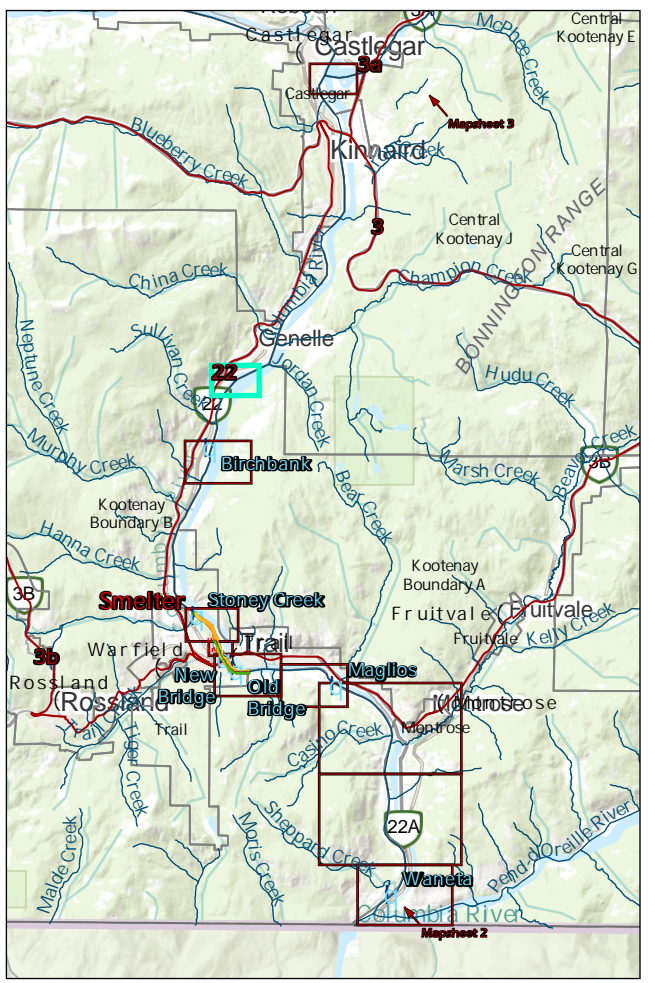 Central
Kootenay E
McPhee Creek
Castlegar
(
Castlegar
3a
Castlegar
Mapsheet 3
Blueberry Creek
Kinnaird
Creek
3
Central
Kootenay J
Central
Kootenay G
BONNINGTON RANGE
Champion Creek
China Creek
Columbia River
Genelle
Neptune Creek
Sullivan Creek
22
22
Jordan Creek
Hudu Creek
Murphy Creek
Birchbank
Marsh Creek
Beaver Creek
3B
Bear Creek
Kootenay
Boundary B
Hanna Creek
Kootenay
Boundary A
3B
Smelter
Stoney Creek
Fruitvale
(Fruitvale
Fruitvale
Kelly Creek
3b
Warfield
Trail
Rossland
(Rossland
New
Bridge
Old
Bridge
Maglios
Montrose
Montrose
Montrose
Trail
Trail
Tiger Creek
Casino Creek
22A
Sheppard Creek
Moris Creek
Malde Creek
Pend-d'Oreille River
Waneta
Columbia River
Mapsheet 2